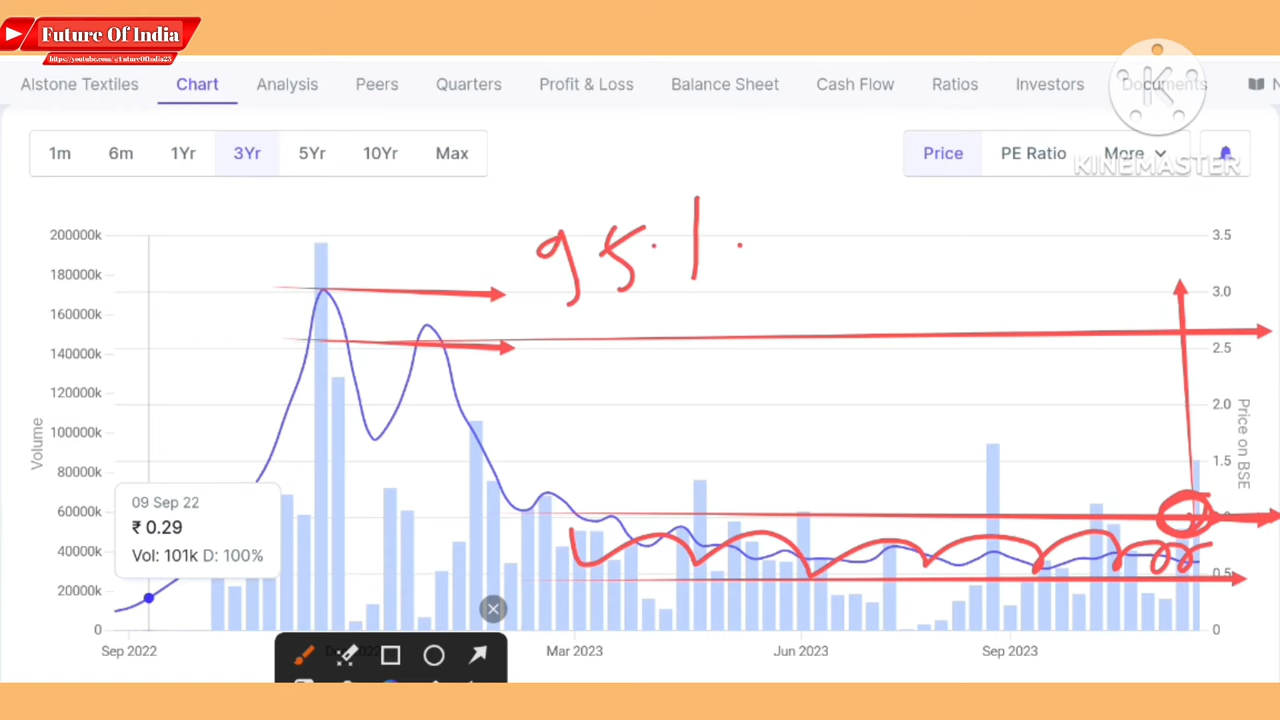 Future Of India
https://youtube.com/@FutureOfIndia23
Alstone Textiles Chart Analysis Peers Quarters Profit & Loss Balance Sheet Cash Flow Ratios Investors Documents N
K
1m 6m 1Yr 3Yr 5Yr 10Yr Max Price PE Ratio More
KINEMASTER
95.1.
200000k 3.5
180000k 3.0
160000k
140000k 2.5
120000k 2.0
100000k
80000k 1.5
60000k
40000k 0.5
20000k
0 0
Volume
Price on BSE
09 Sep 22
₹ 0.29
Vol: 101k D: 100%
Sep 2022 Mar 2023 Jun 2023 Sep 2023